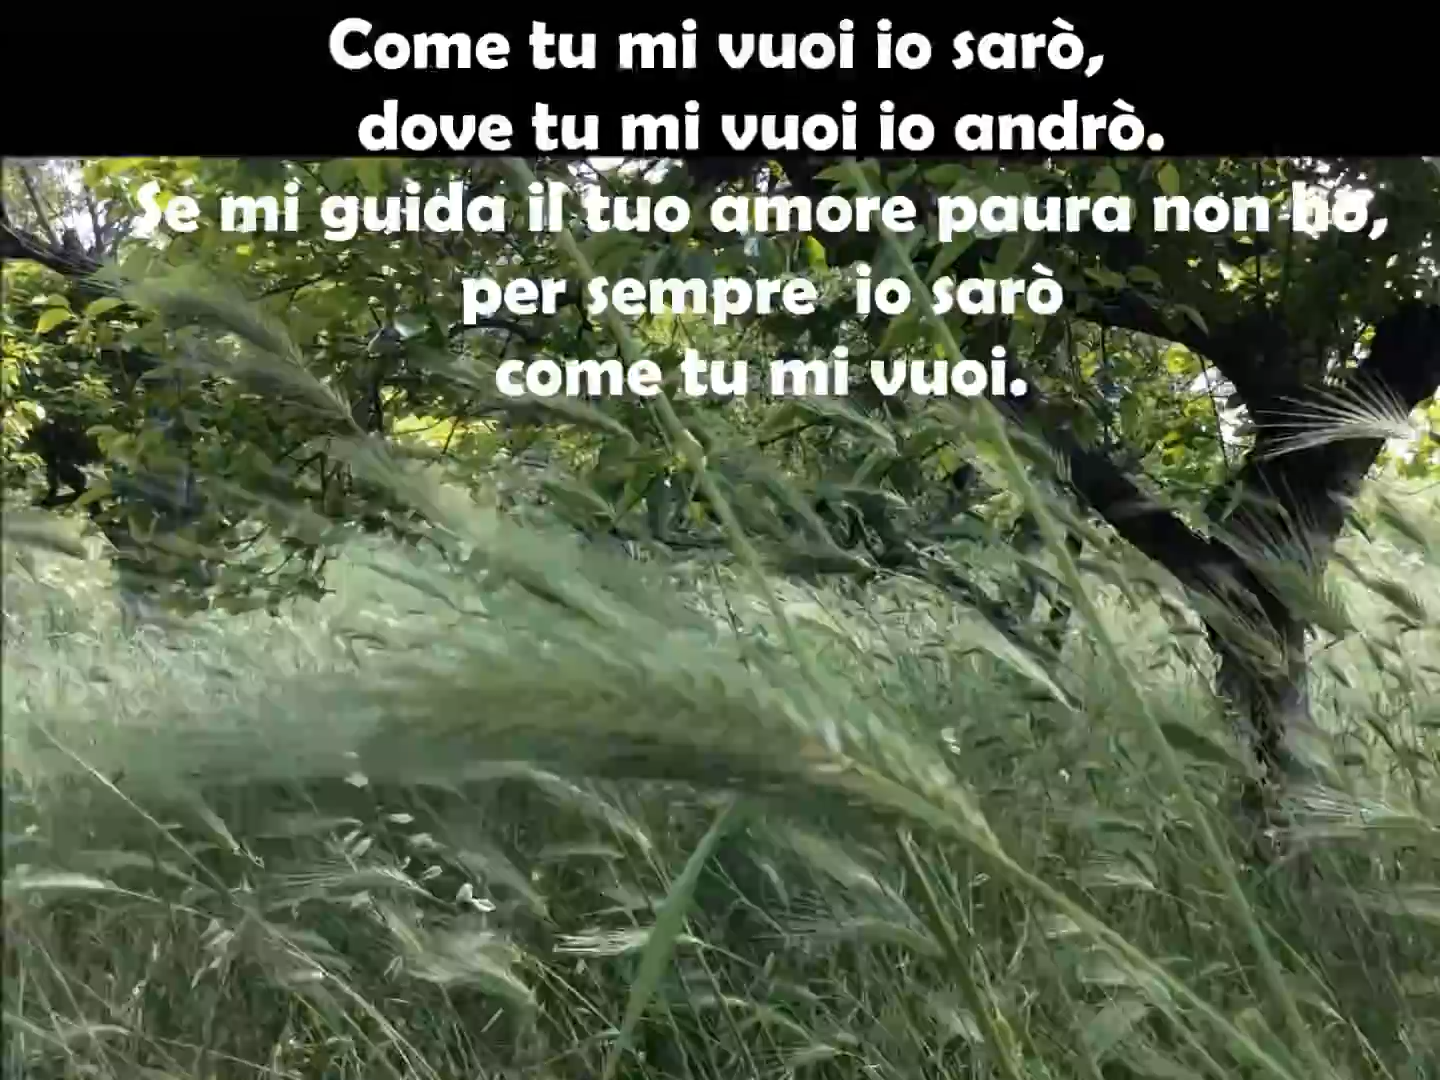 Come tu mi vuoi io sarò,
dove tu mi vuoi io andrò.
Se mi guida il tuo amore paura non ho,
per sempre io sarò
come tu mi vuoi.